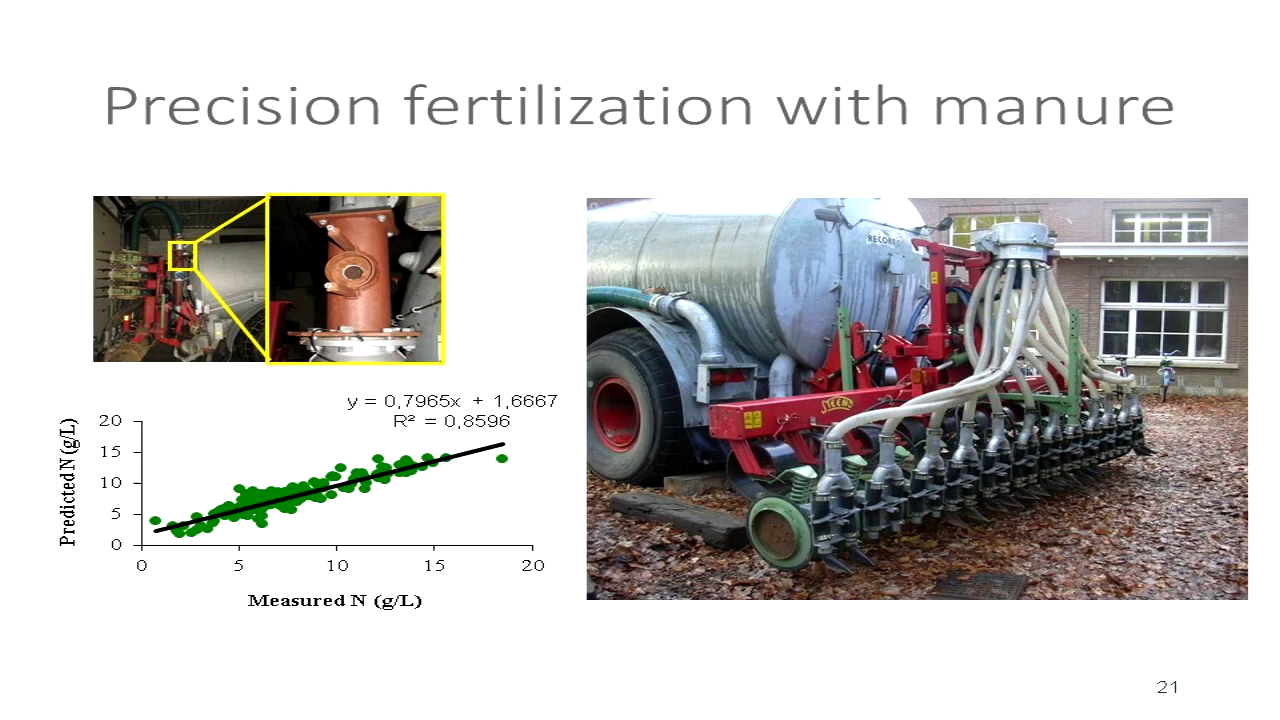 Precision fertilization with manure
y = 0,7965x + 1,6667
R² = 0,8596
Predicted N (g/L)
20
15
10
5
0
0 5 10 15 20
Measured N (g/L)
STEENO
21